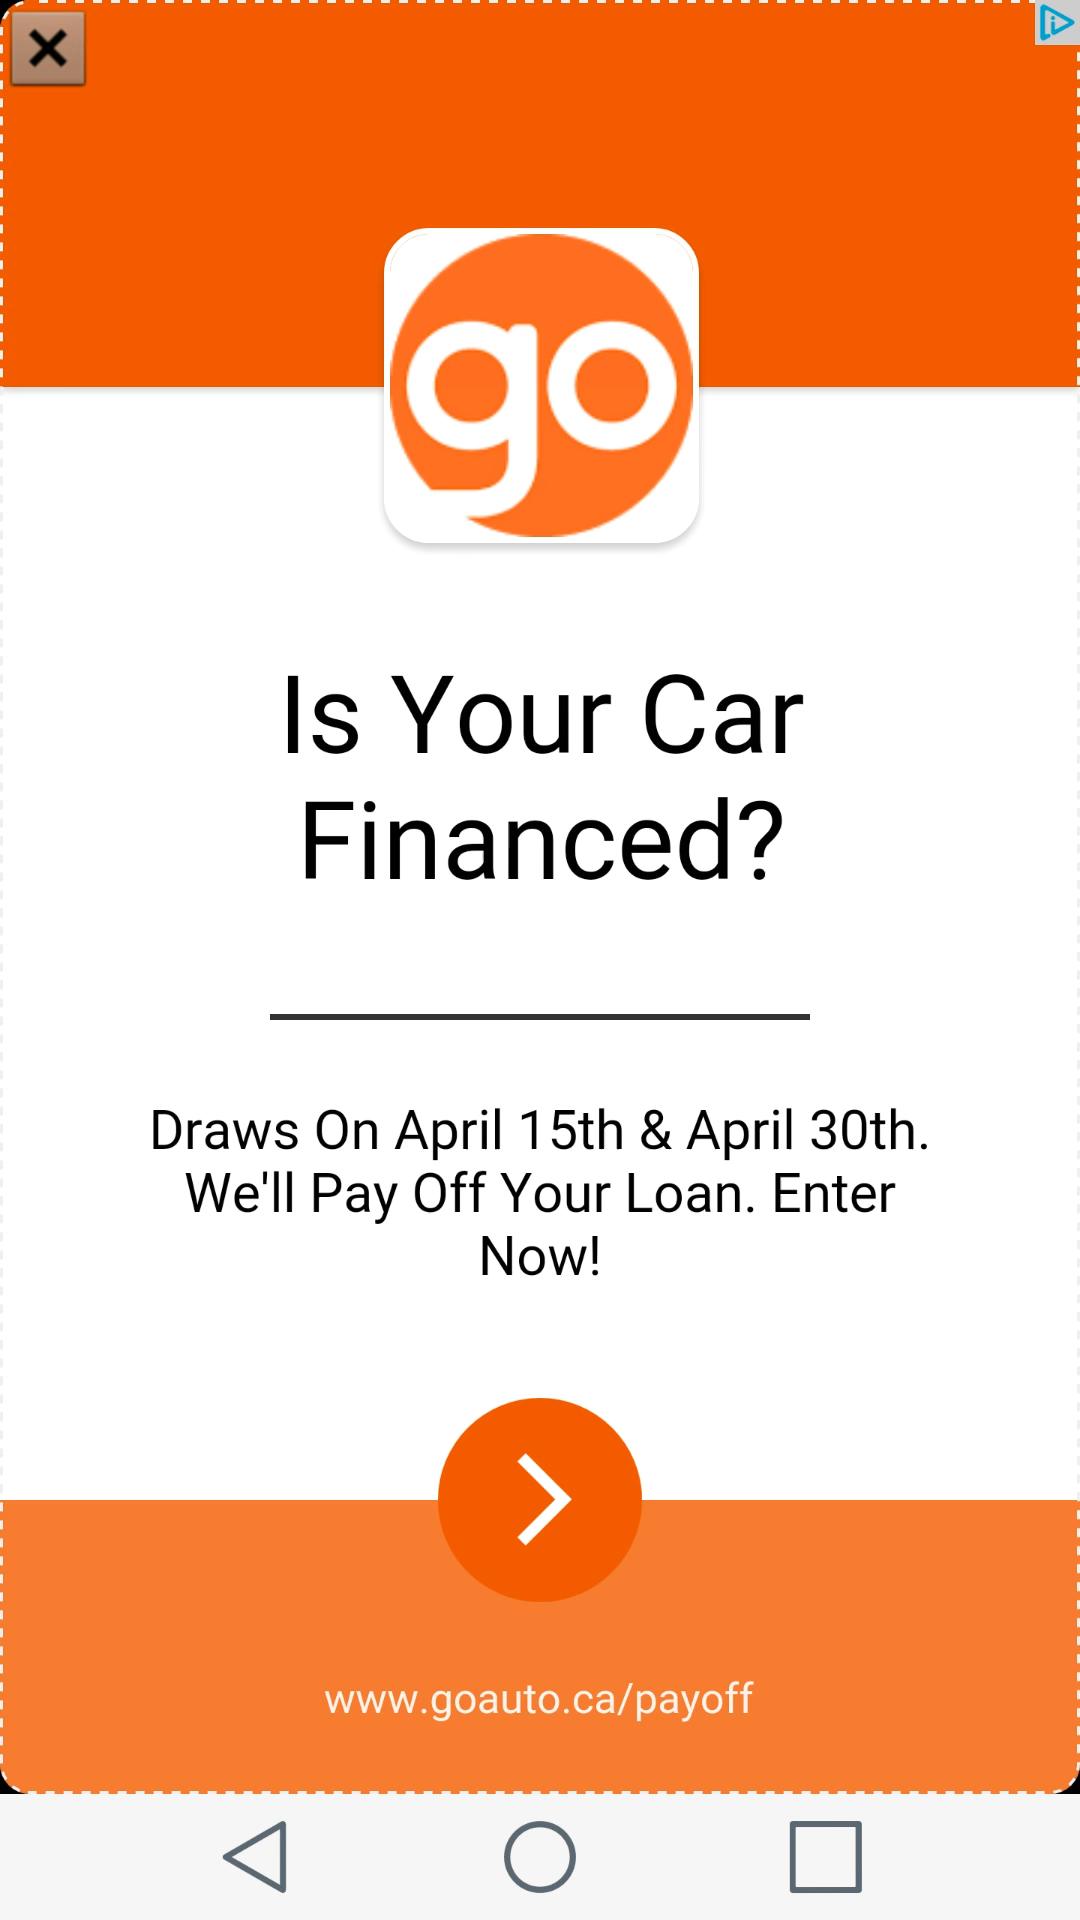 go
Is Your Car
Financed?
Draws On April 15th & April 30th.
We'll Pay Off Your Loan. Enter
Now!
www.goauto.ca/payoff